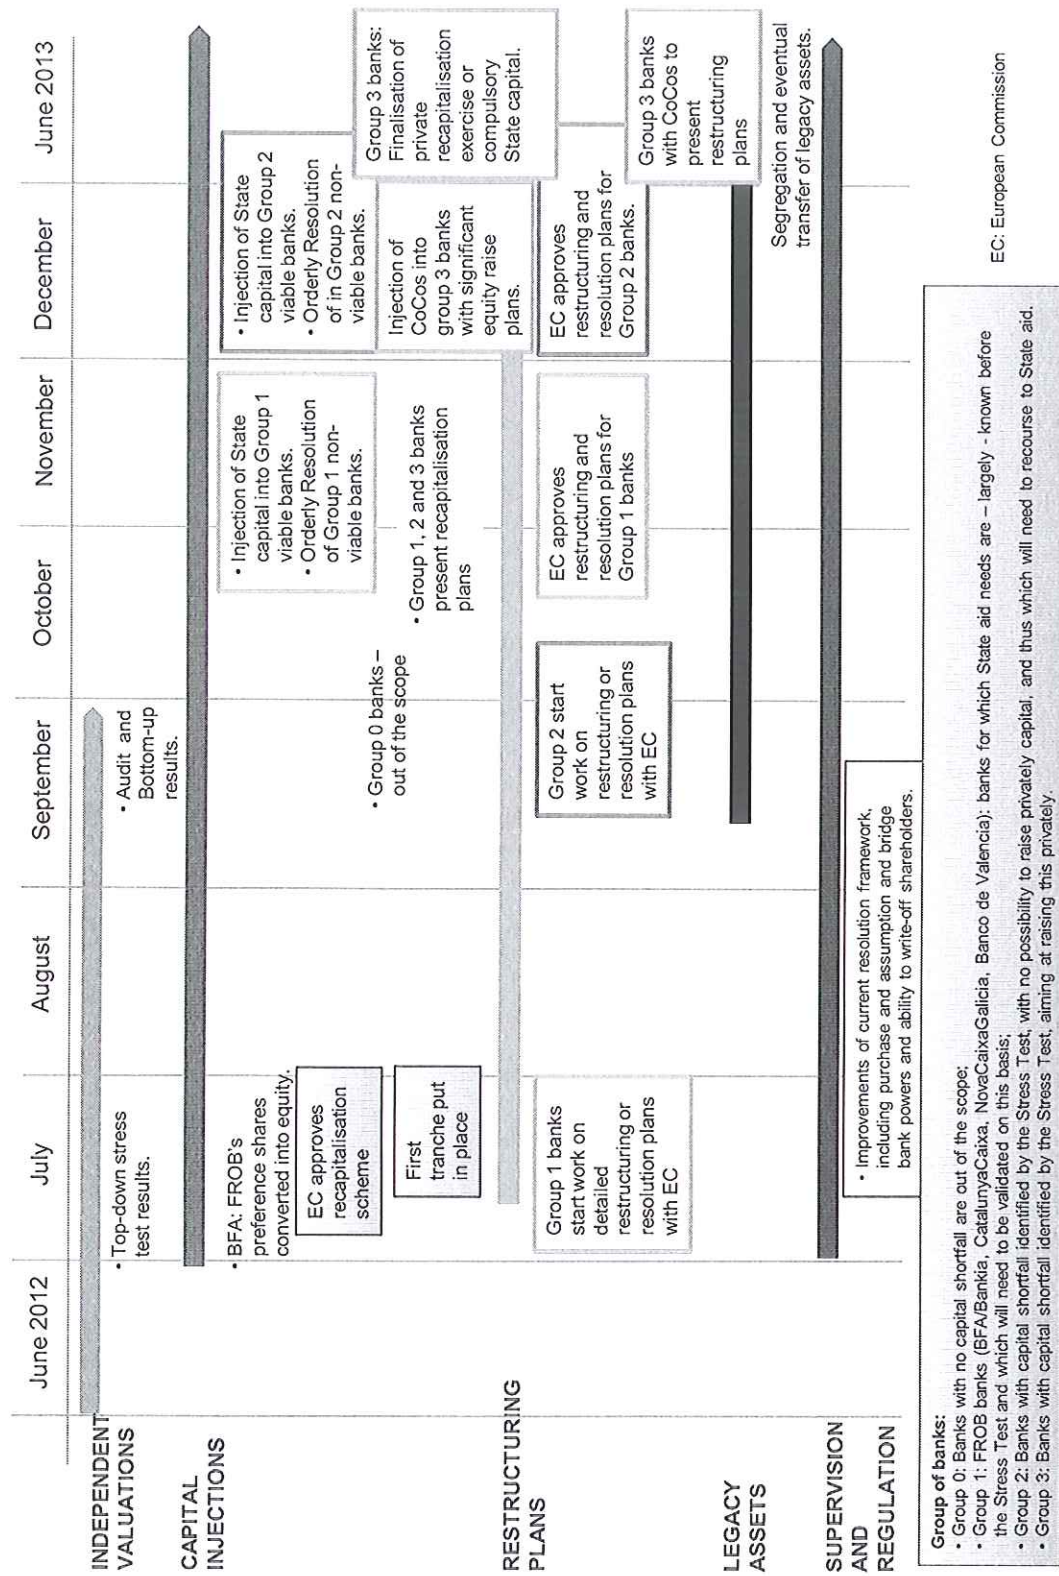 June 2012
July
August
September
October
November
December
June 2013
INDEPENDENT
VALUATIONS
• Top-down stress
test results.
• Audit and
Bottom-up
results.
CAPITAL
INJECTIONS
• BFA: FROB's
preference shares
converted into equity.
EC approves
recapitalisation
scheme
First
tranche put
in place
• Group 0 banks –
out of the scope
• Group 1, 2 and 3 banks
present recapitalisation
plans
• Injection of State
capital into Group 1
viable banks.
• Orderly Resolution
of Group 1 non-
viable banks.
• Injection of State
capital into Group 2
viable banks.
• Orderly Resolution
of in Group 2 non-
viable banks.
Injection of
CoCos into
group 3 banks
with significant
equity raise
plans.
Group 3 banks:
Finalisation of
private
recapitalisation
exercise or
compulsory
State capital.
RESTRUCTURING
PLANS
Group 1 banks
start work on
detailed
restructuring or
resolution plans
with EC
Group 2 start
work on
restructuring or
resolution plans
with EC
EC approves
restructuring and
resolution plans for
Group 1 banks
EC approves
restructuring and
resolution plans for
Group 2 banks.
Group 3 banks
with CoCos to
present
restructuring
plans
LEGACY
ASSETS
Segregation and eventual
transfer of legacy assets.
SUPERVISION
AND
REGULATION
• Improvements of current resolution framework,
including purchase and assumption and bridge
bank powers and ability to write-off shareholders.
EC: European Commission
Group of banks:
• Group 0: Banks with no capital shortfall are out of the scope;
• Group 1: FROB banks (BFA/Bankia, CatalunyaCaixa, NovaCaixaGalicia, Banco de Valencia): banks for which State aid needs are – largely - known before
the Stress Test and which will need to be validated on this basis;
• Group 2: Banks with capital shortfall identified by the Stress Test, with no possibility to raise privately capital, and thus which will need to recourse to State aid.
• Group 3: Banks with capital shortfall identified by the Stress Test, aiming at raising this privately.